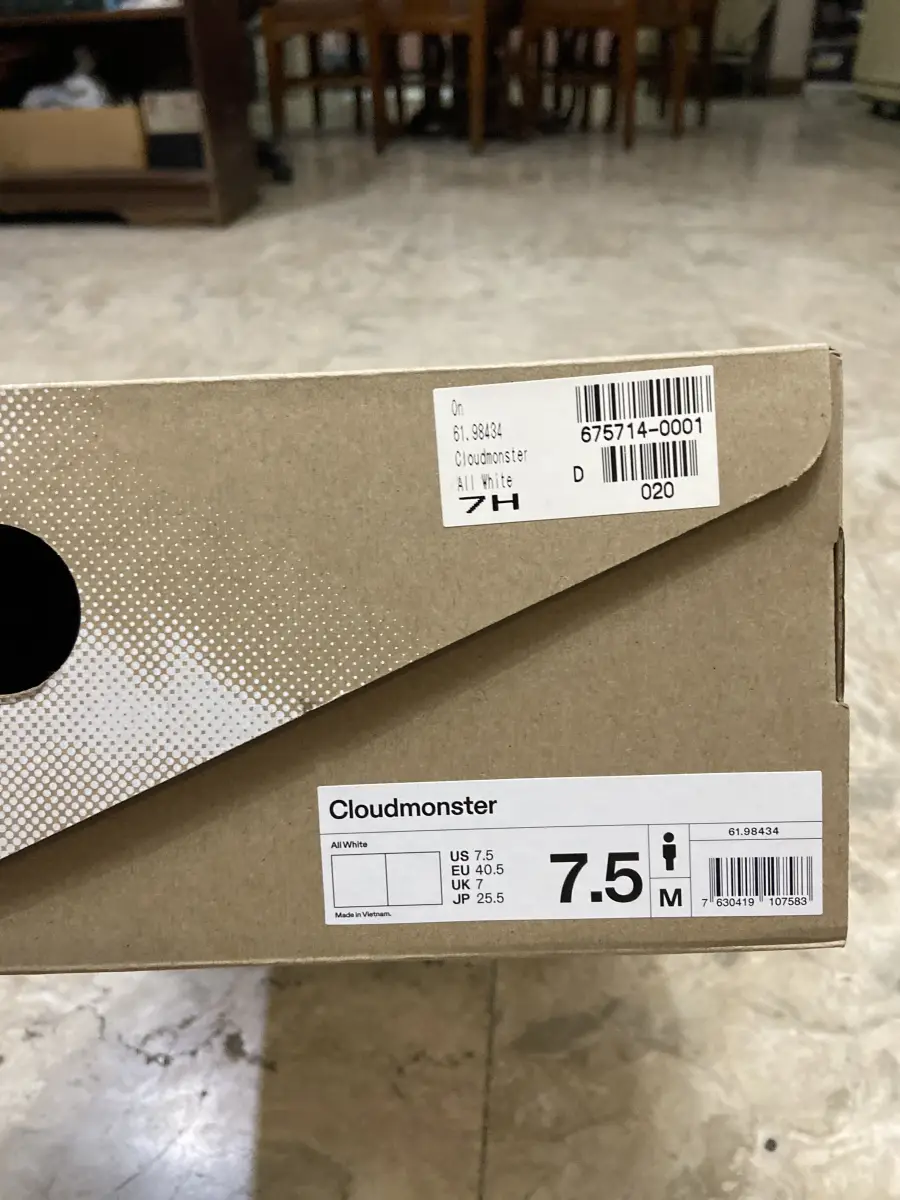 On
61.98434
Cloudmonster
All White
7H
675714-0001
D
020
Cloudmonster
All White
US 7.5
EU 40.5
UK 7
JP 25.5
Made in Vietnam.
7.5
M
61.98434
7 630419 107583